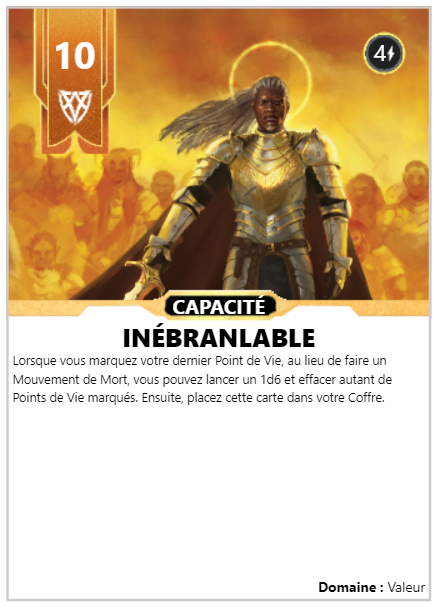 10
4
CAPACITÉ
INÉBRANLABLE
Lorsque vous marquez votre dernier Point de Vie, au lieu de faire un
Mouvement de Mort, vous pouvez lancer un 1d6 et effacer autant de
Points de Vie marqués. Ensuite, placez cette carte dans votre Coffre.
Domaine : Valeur